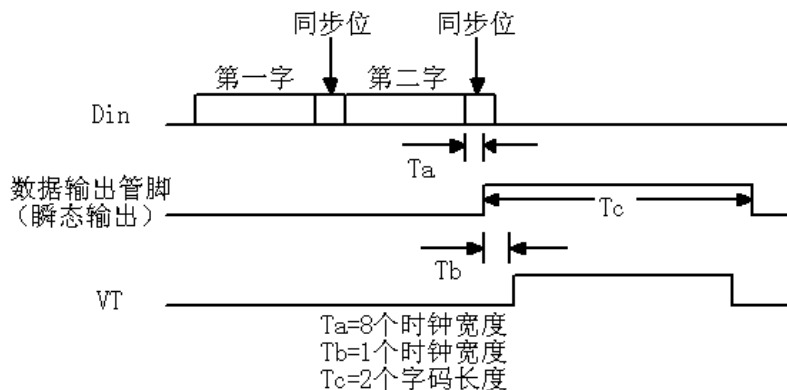 同步位 同步位
第一字 第二字
Din
Ta
数据输出管脚
（瞬态输出）
Tc
Tb
VT
Ta=8个时钟宽度
Tb=1个时钟宽度
Tc=2个字码长度